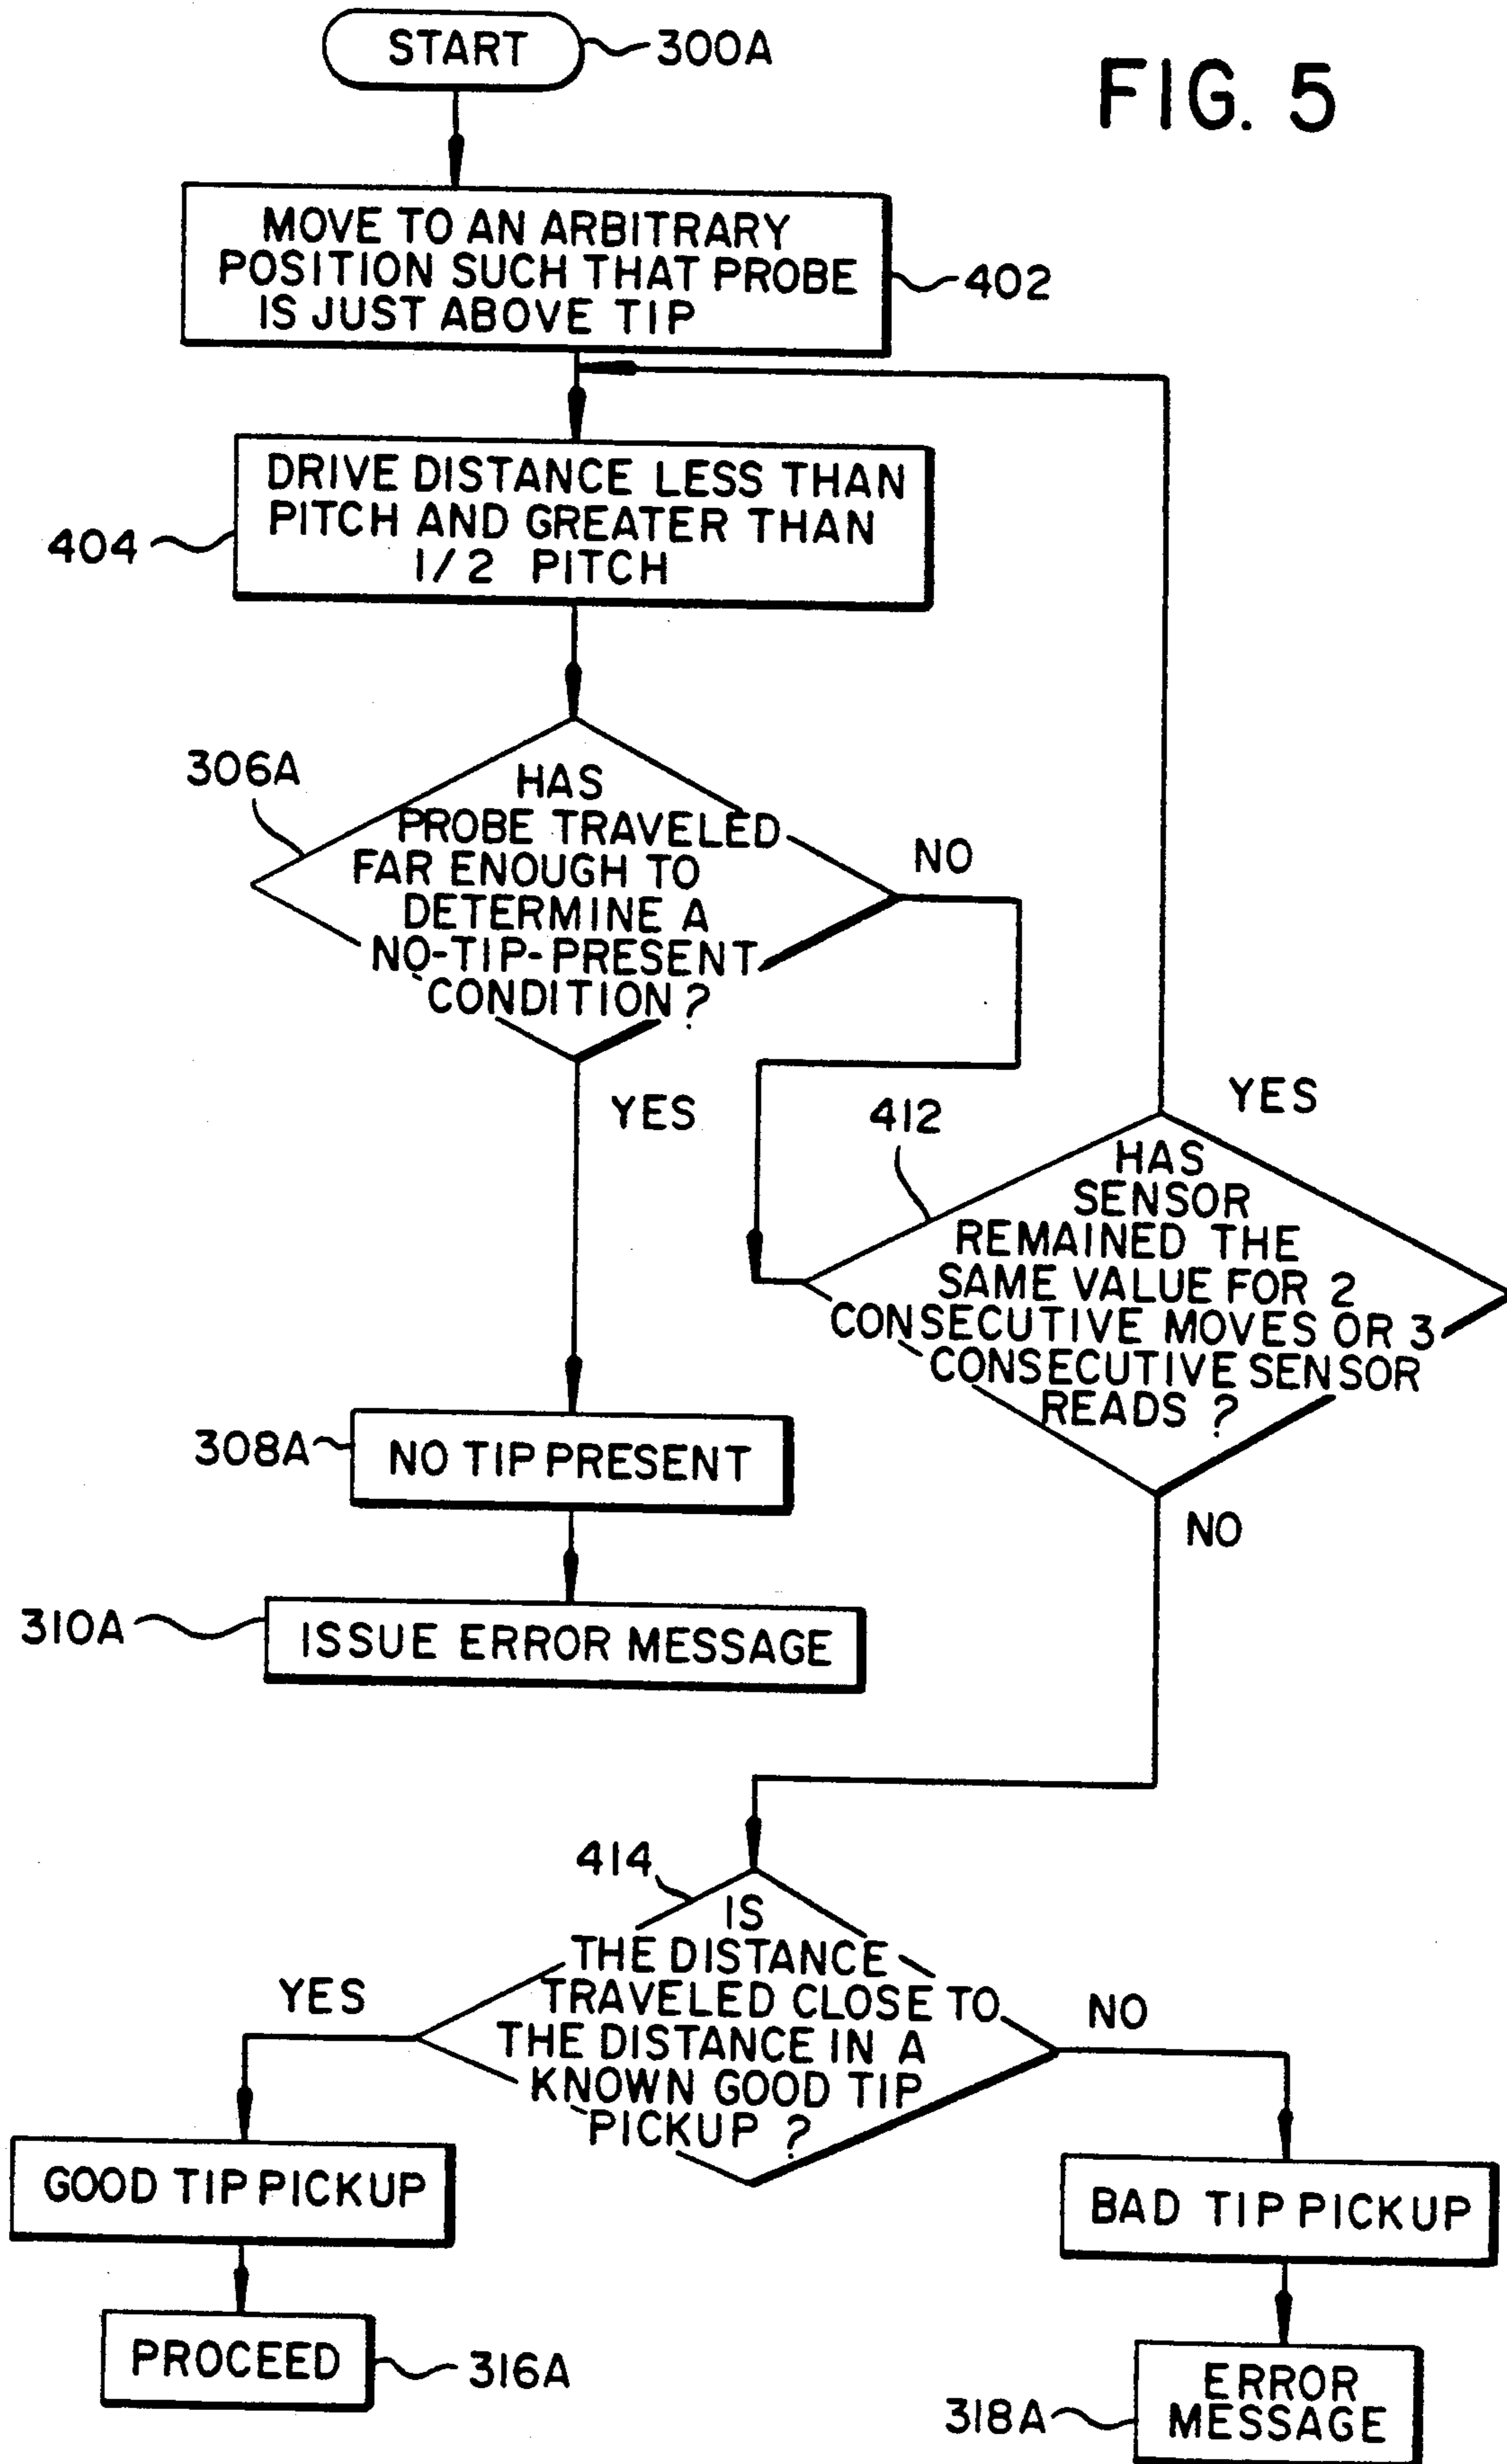 START
300A
FIG. 5
MOVE TO AN ARBITRARY
POSITION SUCH THAT PROBE
IS JUST ABOVE TIP
402
DRIVE DISTANCE LESS THAN
PITCH AND GREATER THAN
1/2 PITCH
404
306A
HAS
PROBE TRAVELED
FAR ENOUGH TO
DETERMINE A
NO-TIP-PRESENT
CONDITION?
NO
YES
412
YES
HAS
SENSOR
REMAINED THE
SAME VALUE FOR 2
CONSECUTIVE MOVES OR 3
CONSECUTIVE SENSOR
READS ?
NO
308A
NO TIP PRESENT
310A
ISSUE ERROR MESSAGE
414
IS
THE DISTANCE
TRAVELED CLOSE TO
THE DISTANCE IN A
KNOWN GOOD TIP
PICKUP ?
YES
NO
GOOD TIP PICKUP
BAD TIP PICKUP
PROCEED
316A
318A
ERROR
MESSAGE